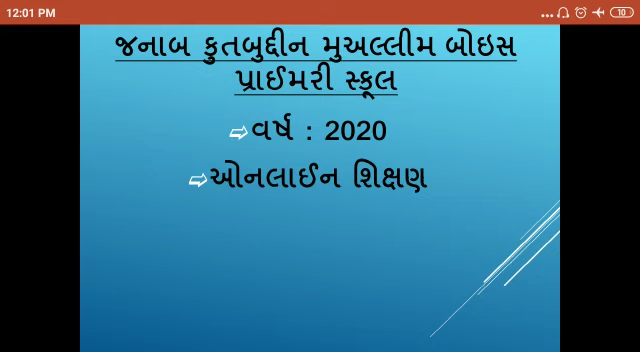 12:01 PM
10
જનાબ કુતબુદ્દીન મુઅલ્લીમ બોઇસ
પ્રાઈમરી સ્કૂલ
વર્ષ : 2020
ઓનલાઈન શિક્ષણ